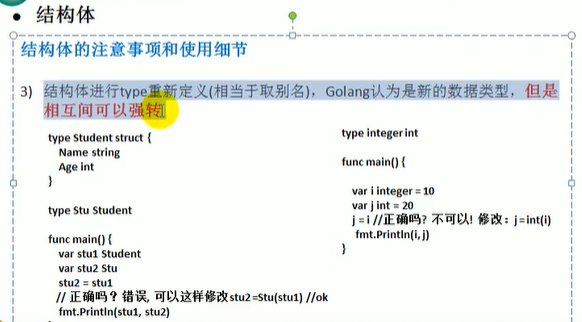 • 结构体
结构体的注意事项和使用细节
3) 结构体进行type重新定义(相当于取别名)，Golang认为是新的数据类型，但是
相互间可以强转
type Student struct {
Name string
Age int
}
type Stu Student
func main() {
var stu1 Student
var stu2 Stu
stu2 = stu1
// 正确吗？错误, 可以这样修改stu2=Stu(stu1) //ok
fmt.Println(stu1, stu2)
type integer int
func main() {
var i integer = 10
var j int = 20
j = i //正确吗? 不可以! 修改：j = int(i)
fmt.Println(i, j)
}